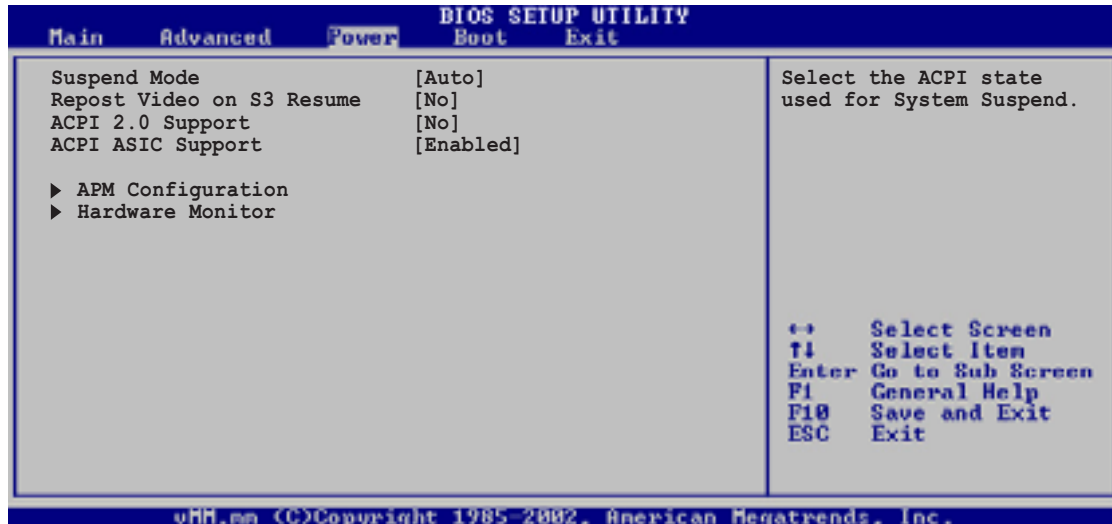 BIOS SETUP UTILITY
Main Advanced Power Boot Exit
Suspend Mode [Auto]
Repost Video on S3 Resume [No]
ACPI 2.0 Support [No]
ACPI ASIC Support [Enabled]
▶ APM Configuration
▶ Hardware Monitor
Select the ACPI state
used for System Suspend.
↔ Select Screen
↑↓ Select Item
Enter Go to Sub Screen
F1 General Help
F10 Save and Exit
ESC Exit
vMM.mm (C)Copyright 1985-2002, American Megatrends, Inc.